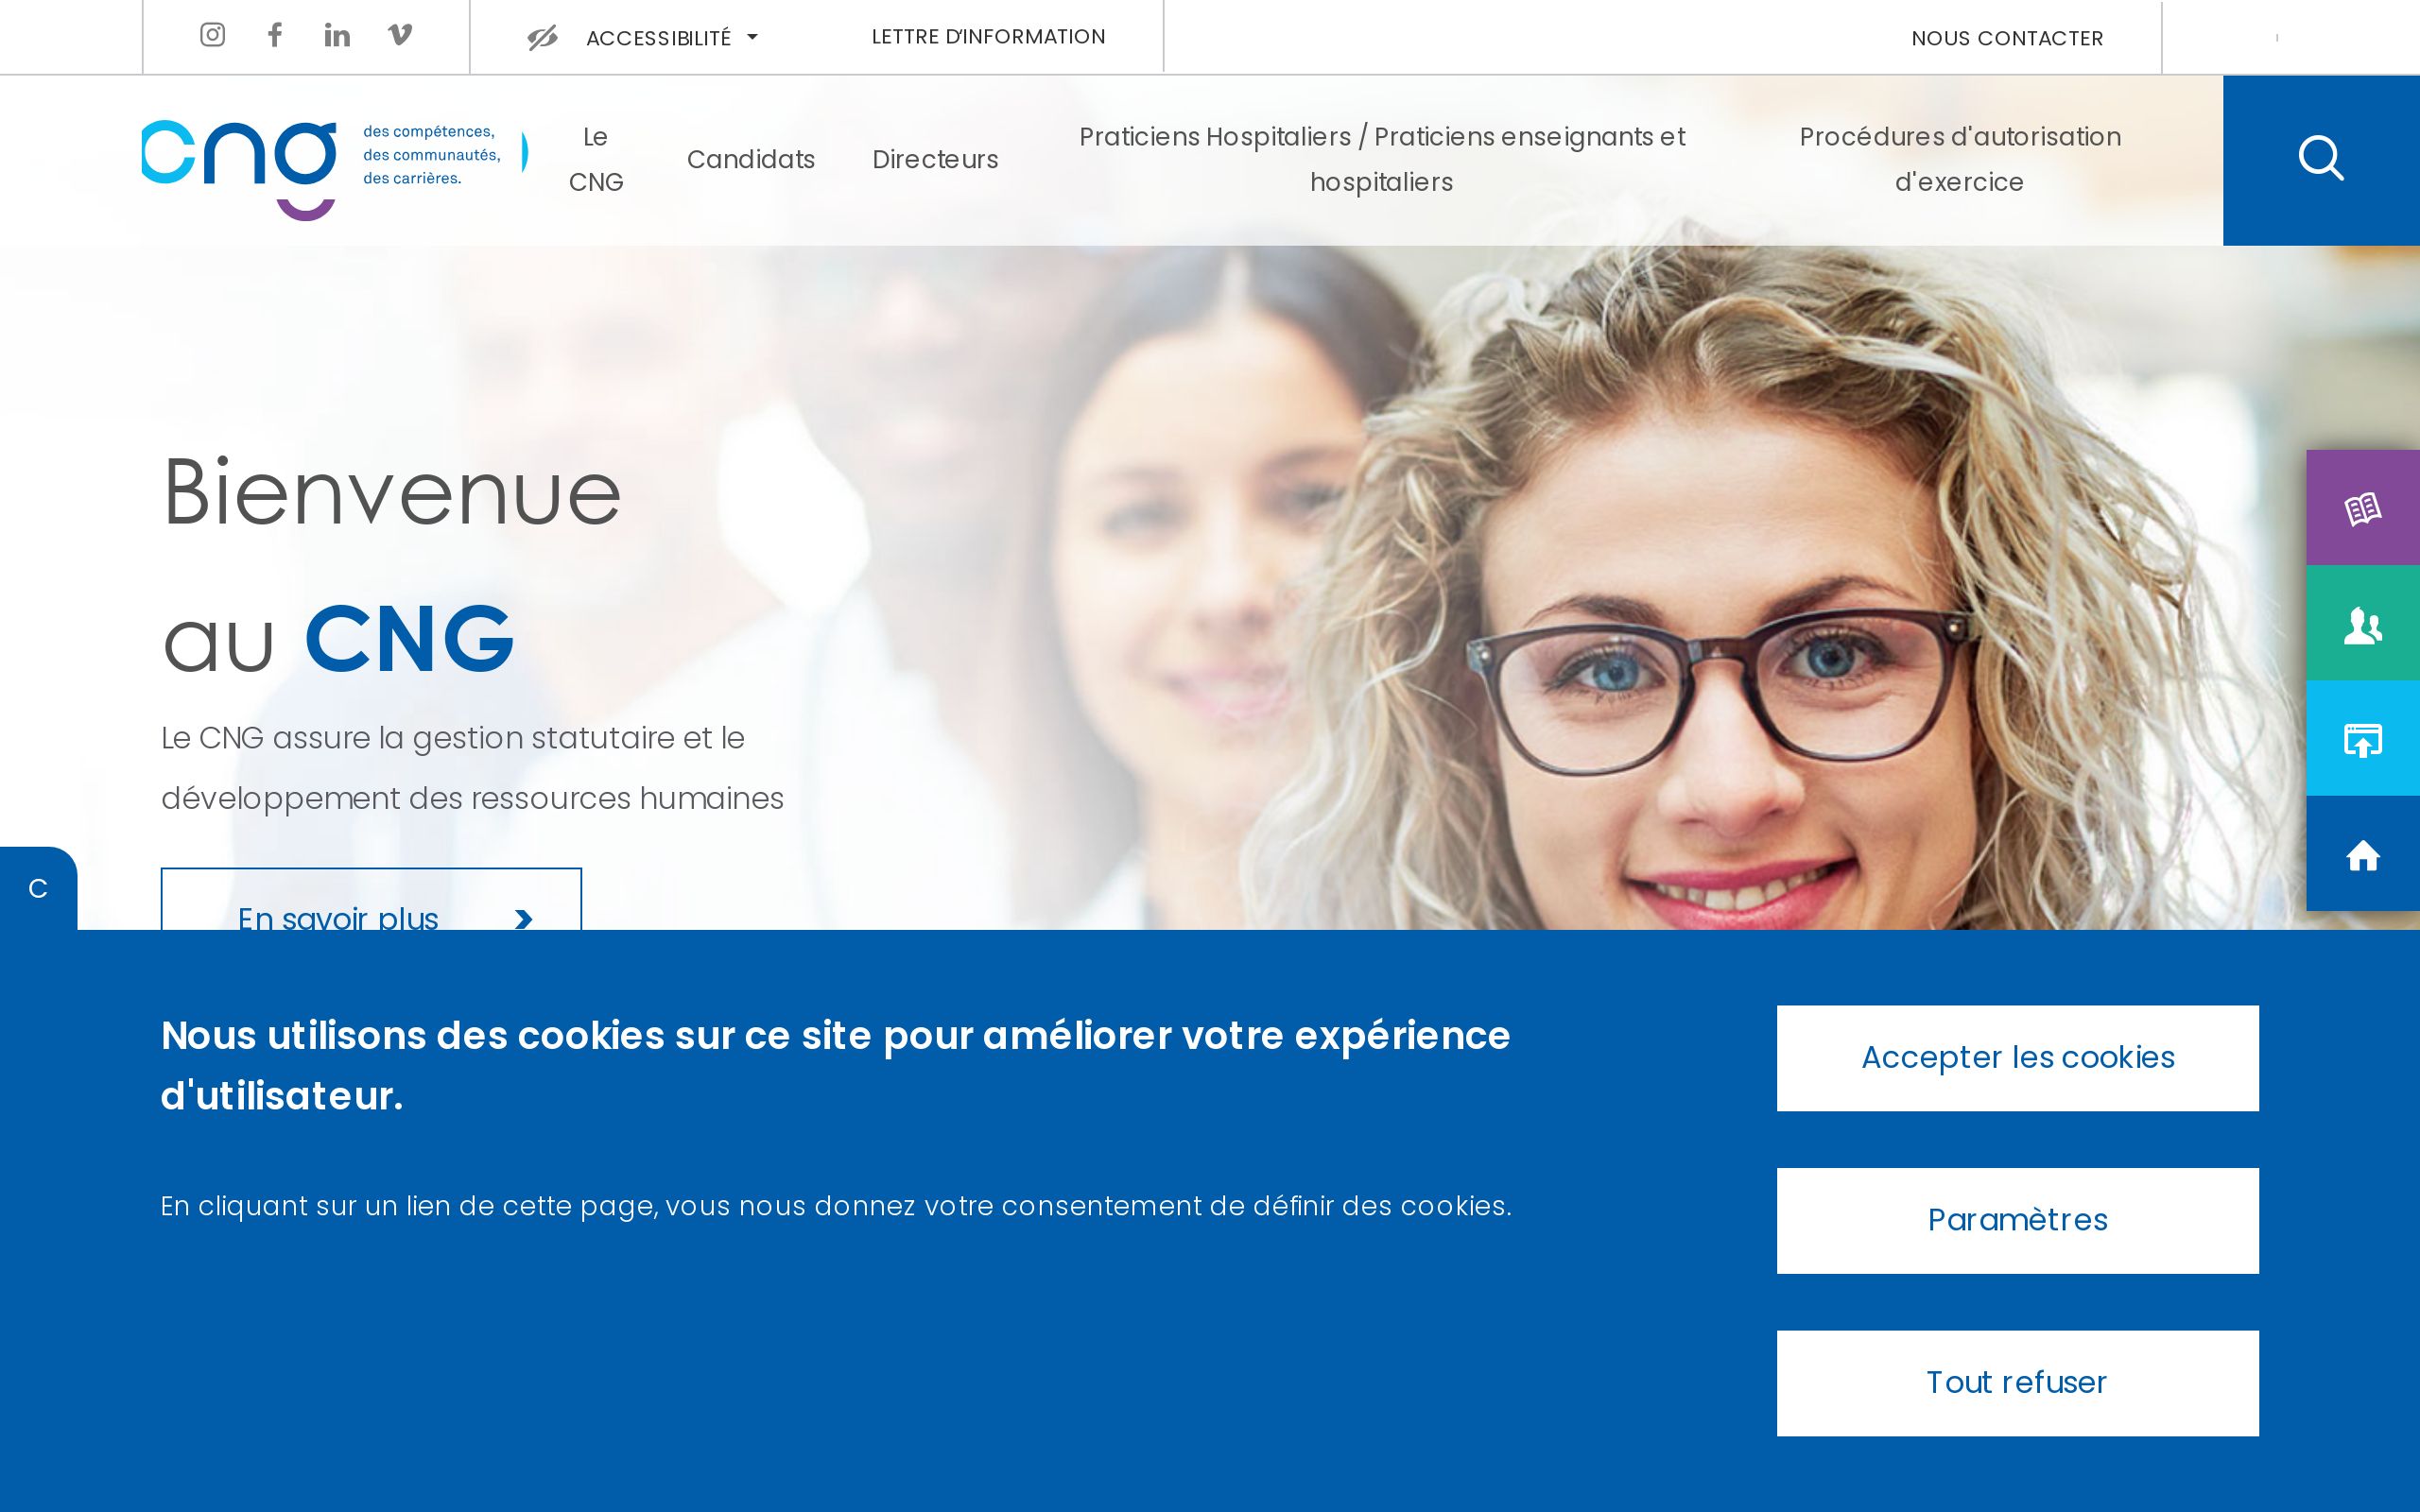 ACCESSIBILITÉ
LETTRE D'INFORMATION
NOUS CONTACTER
cng
des compétences,
des communautés,
des carrières.
Le
CNG
Candidats
Directeurs
Praticiens Hospitaliers / Praticiens enseignants et
hospitaliers
Procédures d'autorisation
d'exercice
Bienvenue
au CNG
Le CNG assure la gestion statutaire et le
développement des ressources humaines
C
En savoir plus
Nous utilisons des cookies sur ce site pour améliorer votre expérience
d'utilisateur.
En cliquant sur un lien de cette page, vous nous donnez votre consentement de définir des cookies.
Accepter les cookies
Paramètres
Tout refuser